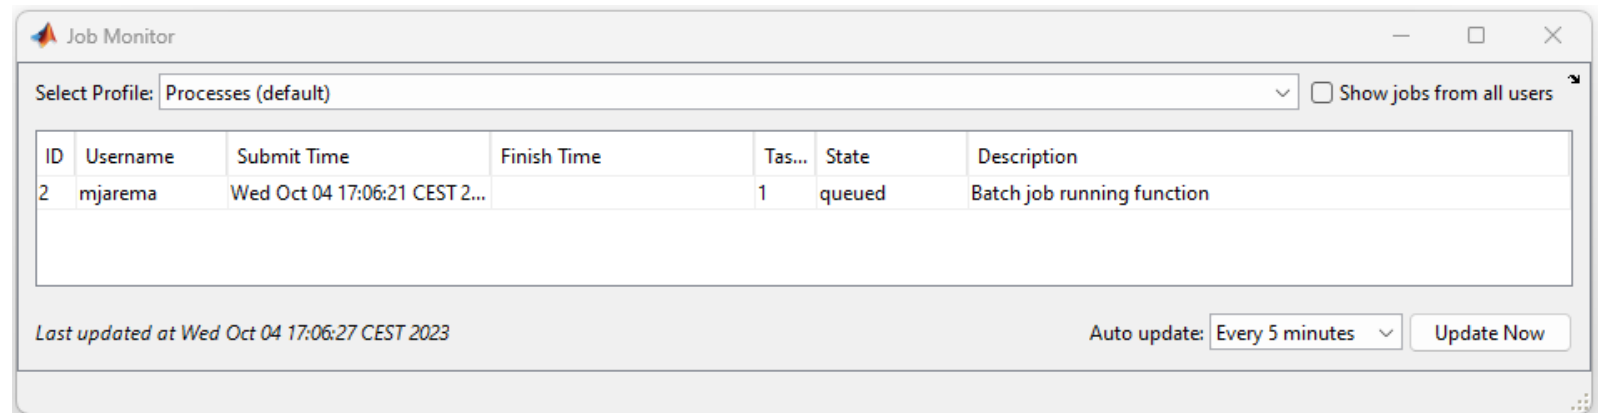 Job Monitor
Select Profile: Processes (default) Show jobs from all users
ID Username Submit Time Finish Time Tas... State Description
2 mjarema Wed Oct 04 17:06:21 CEST 2... 1 queued Batch job running function
Last updated at Wed Oct 04 17:06:27 CEST 2023 Auto update: Every 5 minutes Update Now